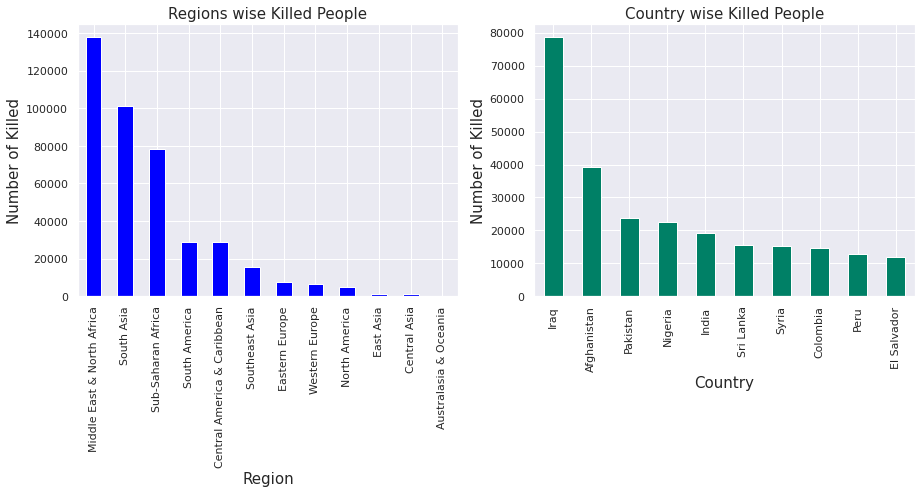 Regions wise Killed People
140000
120000
100000
80000
60000
40000
20000
0
Number of Killed
Middle East & North Africa
South Asia
Sub-Saharan Africa
South America
Central America & Caribbean
Southeast Asia
Eastern Europe
Western Europe
North America
East Asia
Central Asia
Australasia & Oceania
Region
Country wise Killed People
80000
70000
60000
50000
40000
30000
20000
10000
0
Number of Killed
Iraq
Afghanistan
Pakistan
Nigeria
India
Sri Lanka
Syria
Colombia
Peru
El Salvador
Country